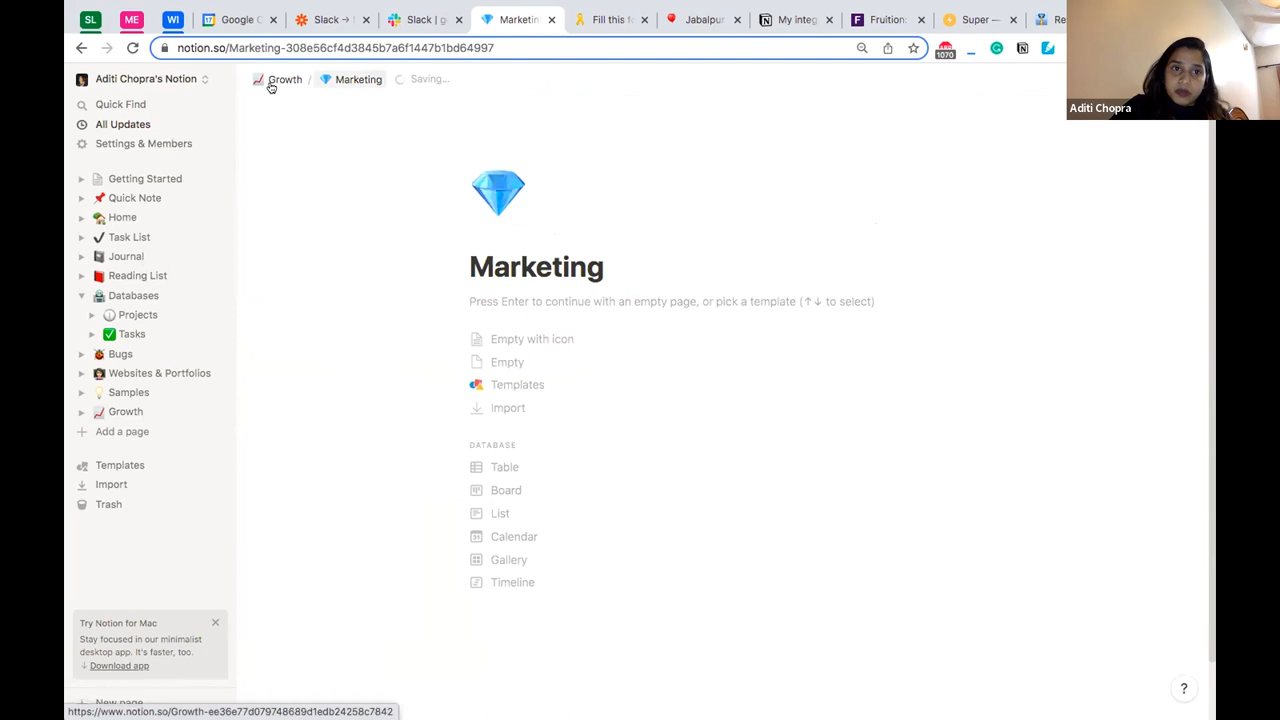 SL
ME
WI
Google C
Slack →
Slack | g
Marketin
Fill this f
Jabalpur
My integ
Fruition:
Super —
Re
notion.so/Marketing-308e56cf4d3845b7a6f1447b1bd64997
1070
Aditi Chopra
Aditi Chopra's Notion
Growth / Marketing Saving...
Quick Find
All Updates
Settings & Members
Getting Started
Quick Note
Home
Task List
Journal
Reading List
Databases
Projects
Tasks
Bugs
Websites & Portfolios
Samples
Growth
+ Add a page
Templates
Import
Trash
Try Notion for Mac
Stay focused in our minimalist
desktop app. It's faster, too.
↓ Download app
New page
https://www.notion.so/Growth-ee36e77d079748689d1edb24258c7842
Marketing
Press Enter to continue with an empty page, or pick a template (↑↓ to select)
Empty with icon
Empty
Templates
Import
DATABASE
Table
Board
List
Calendar
Gallery
Timeline
?